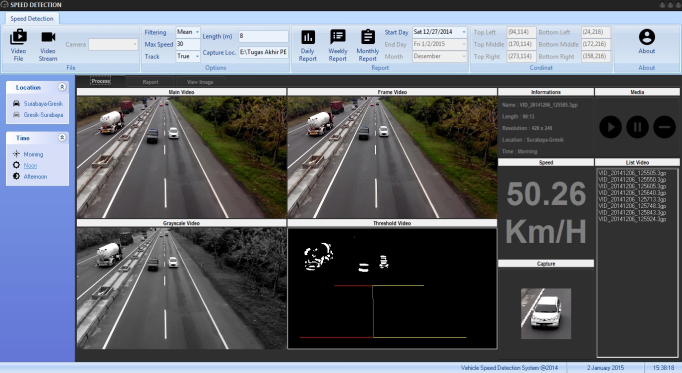 SPEED DETECTION
Speed Detection
Video File
Video Stream
Camera
File
Filtering Mean
Max Speed 30
Track True
Length (m) 8
Capture Loc. E:\Tugas Akhir PE
Options
Daily Report
Weekly Report
Monthly Report
Start Day Sat 12/27/2014
End Day Fri 1/2/2015
Month Desember
Report
Top Left (94,114) Bottom Left (24,216)
Top Middle (170,114) Bottom Middle (172,216)
Top Right (273,114) Bottom Right (358,216)
Cordinat
About
About
Location
Surabaya-Gresik
Gresik-Surabaya
Time
Morning
Noon
Afternoon
Process Report View Image
Main Video
Frame Video
Grayscale Video
Threshold Video
Informations
Name : VID_20141206_125505.3gp
Length : 00:13
Resolution : 420 x 240
Location : Surabaya-Gresik
Time : Morning
Media
Speed
50.26
Km/H
Capture
List Video
VID_20141206_125505.3gp
VID_20141206_125550.3gp
VID_20141206_125605.3gp
VID_20141206_125640.3gp
VID_20141206_125713.3gp
VID_20141206_125748.3gp
VID_20141206_125843.3gp
VID_20141206_125924.3gp
Vehicle Speed Detection System @2014 2 January 2015 15:38:18